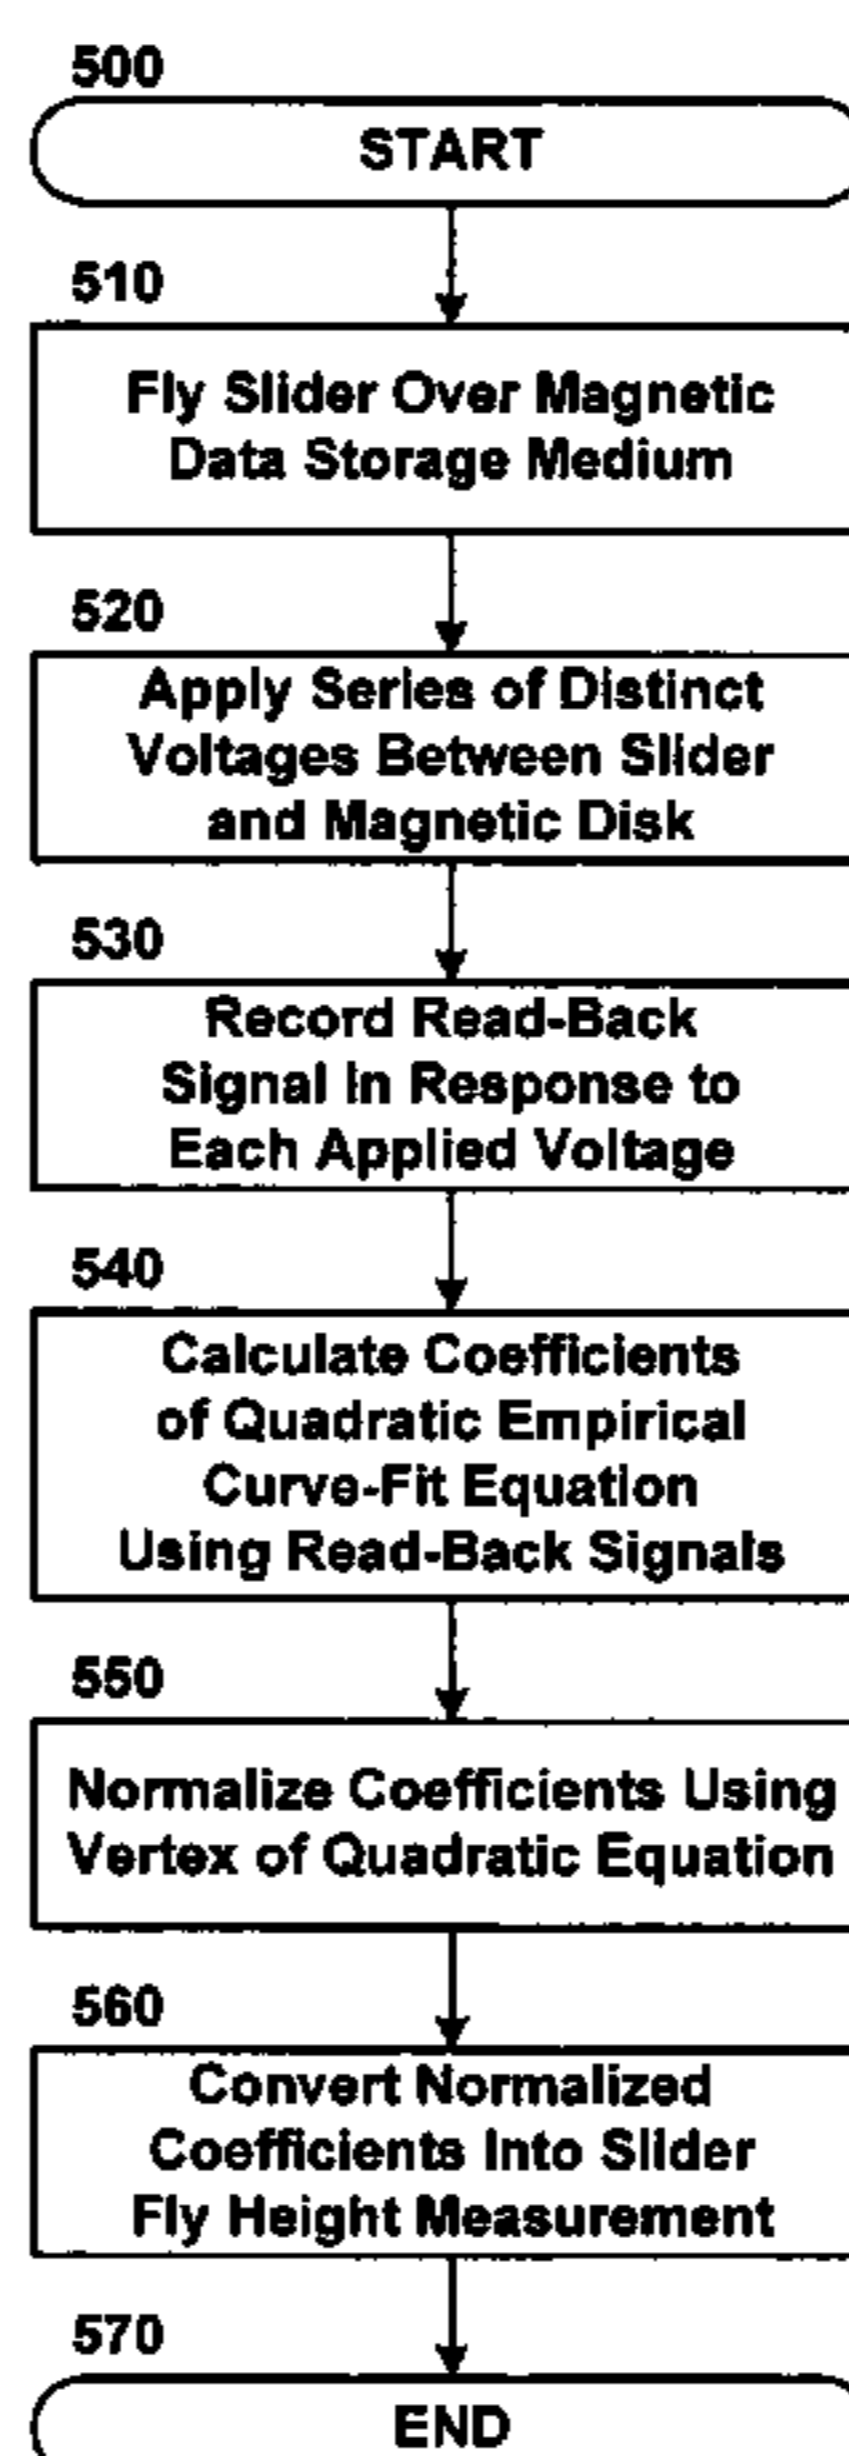 500
START
510
Fly Slider Over Magnetic
Data Storage Medium
520
Apply Series of Distinct
Voltages Between Slider
and Magnetic Disk
530
Record Read-Back
Signal In Response to
Each Applied Voltage
540
Calculate Coefficients
of Quadratic Empirical
Curve-Fit Equation
Using Read-Back Signals
550
Normalize Coefficients Using
Vertex of Quadratic Equation
560
Convert Normalized
Coefficients Into Slider
Fly Height Measurement
570
END